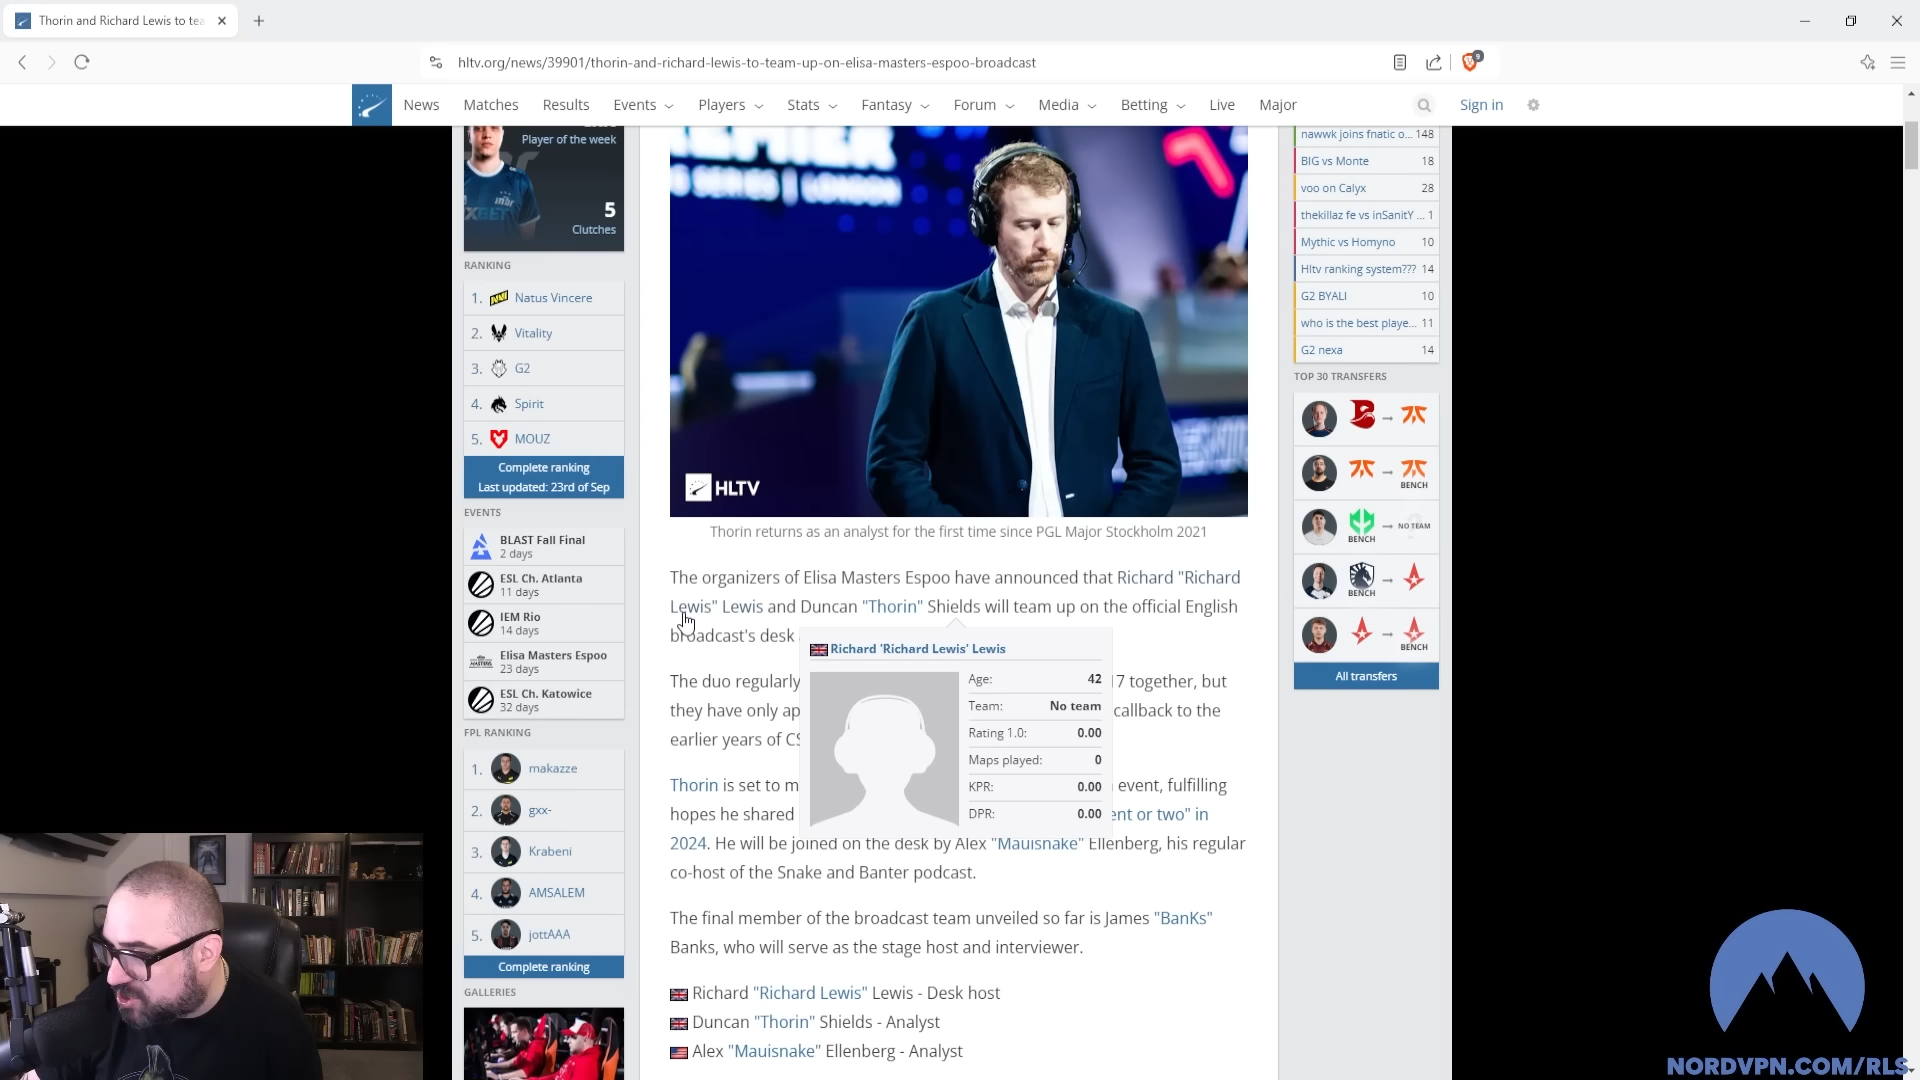 Thorin and Richard Lewis to tea
hltv.org/news/39901/thorin-and-richard-lewis-to-team-up-on-elisa-masters-espoo-broadcast
9
News Matches Results Events Players Stats Fantasy Forum Media Betting Live Major Sign in
Player of the week
5
Clutches
RANKING
1. Natus Vincere
2. Vitality
3. G2
4. Spirit
5. MOUZ
Complete ranking
Last updated: 23rd of Sep
EVENTS
BLAST Fall Final
2 days
ESL Ch. Atlanta
11 days
IEM Rio
14 days
Elisa Masters Espoo
23 days
ESL Ch. Katowice
32 days
FPL RANKING
1. makazze
2. gxx-
3. Krabeni
4. AMSALEM
5. jottAAA
Complete ranking
GALLERIES
HLTV
Thorin returns as an analyst for the first time since PGL Major Stockholm 2021
The organizers of Elisa Masters Espoo have announced that Richard "Richard
Lewis" Lewis and Duncan "Thorin" Shields will team up on the official English
broadcast's desk
The duo regularly 17 together, but
they have only ap callback to the
earlier years of CS
Thorin is set to m event, fulfilling
hopes he shared ent or two" in
2024. He will be joined on the desk by Alex "Mauisnake" Ellenberg, his regular
co-host of the Snake and Banter podcast.
The final member of the broadcast team unveiled so far is James "BanKs"
Banks, who will serve as the stage host and interviewer.
Richard "Richard Lewis" Lewis - Desk host
Duncan "Thorin" Shields - Analyst
Alex "Mauisnake" Ellenberg - Analyst
Richard 'Richard Lewis' Lewis
Age: 42
Team: No team
Rating 1.0: 0.00
Maps played: 0
KPR: 0.00
DPR: 0.00
nawwk joins fnatic o... 148
BIG vs Monte 18
voo on Calyx 28
thekillaz fe vs inSanitY ... 1
Mythic vs Homyno 10
Hltv ranking system??? 14
G2 BYALI 10
who is the best playe... 11
G2 nexa 14
TOP 30 TRANSFERS
BENCH
BENCH
NO TEAM
BENCH
BENCH
All transfers
NORDVPN.COM/RLS